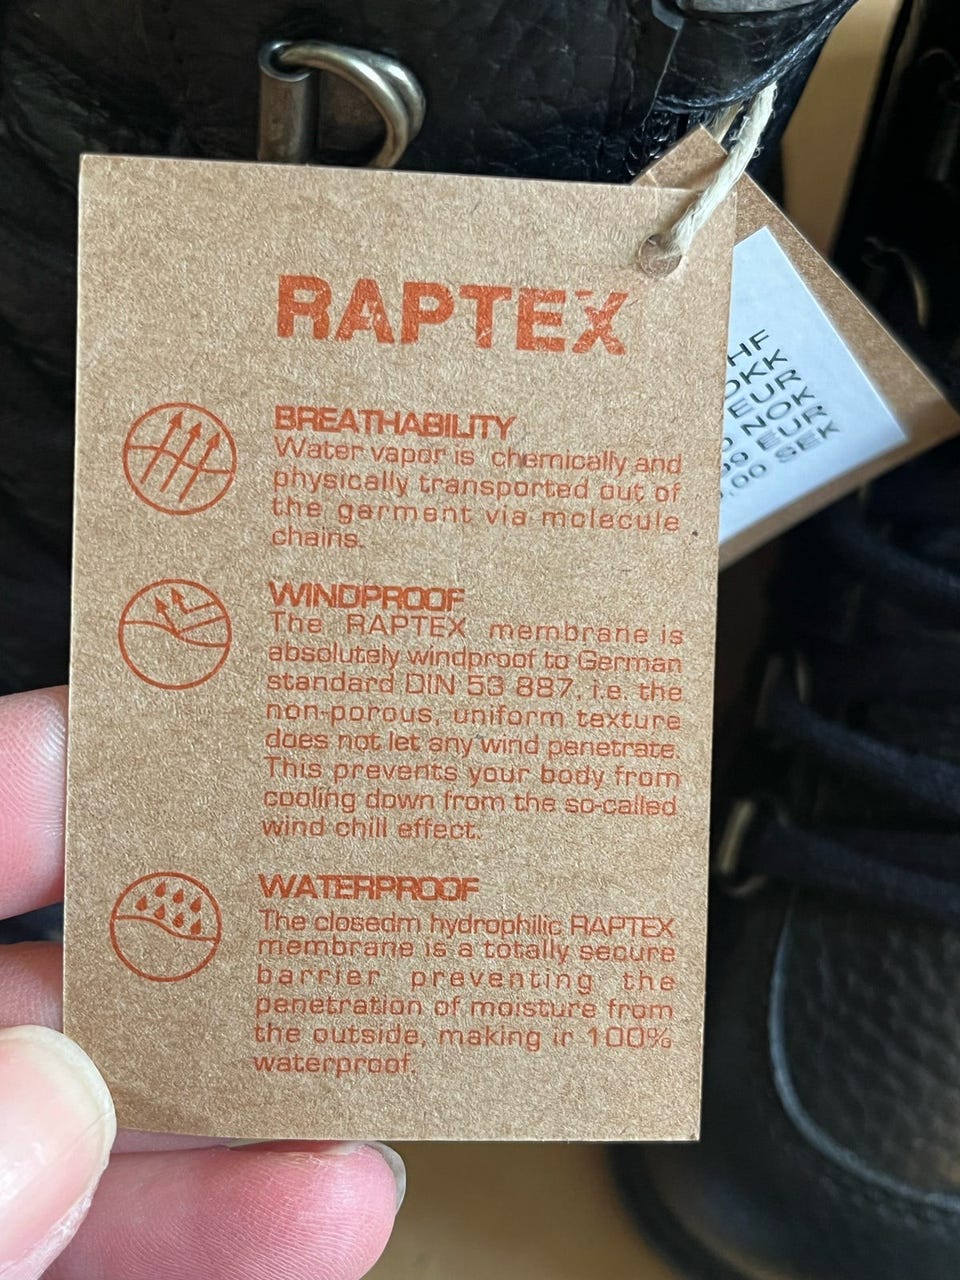 RAPTEX
BREATHABILITY
Water vapor is chemically and
physically transported out of
the garment via molecule
chains.
WINDPROOF
The RAPTEX membrane is
absolutely windproof to German
standard DIN 53 887, i.e. the
non-porous, uniform texture
does not let any wind penetrate.
This prevents your body from
cooling down from the so-called
wind chill effect.
WATERPROOF
The closedm hydrophilic RAPTEX
membrane is a totally secure
barrier preventing the
penetration of moisture from
the outside, making ir 100%
waterproof.
HF
DKK
EUR
NOK
EUR
.00 SEK